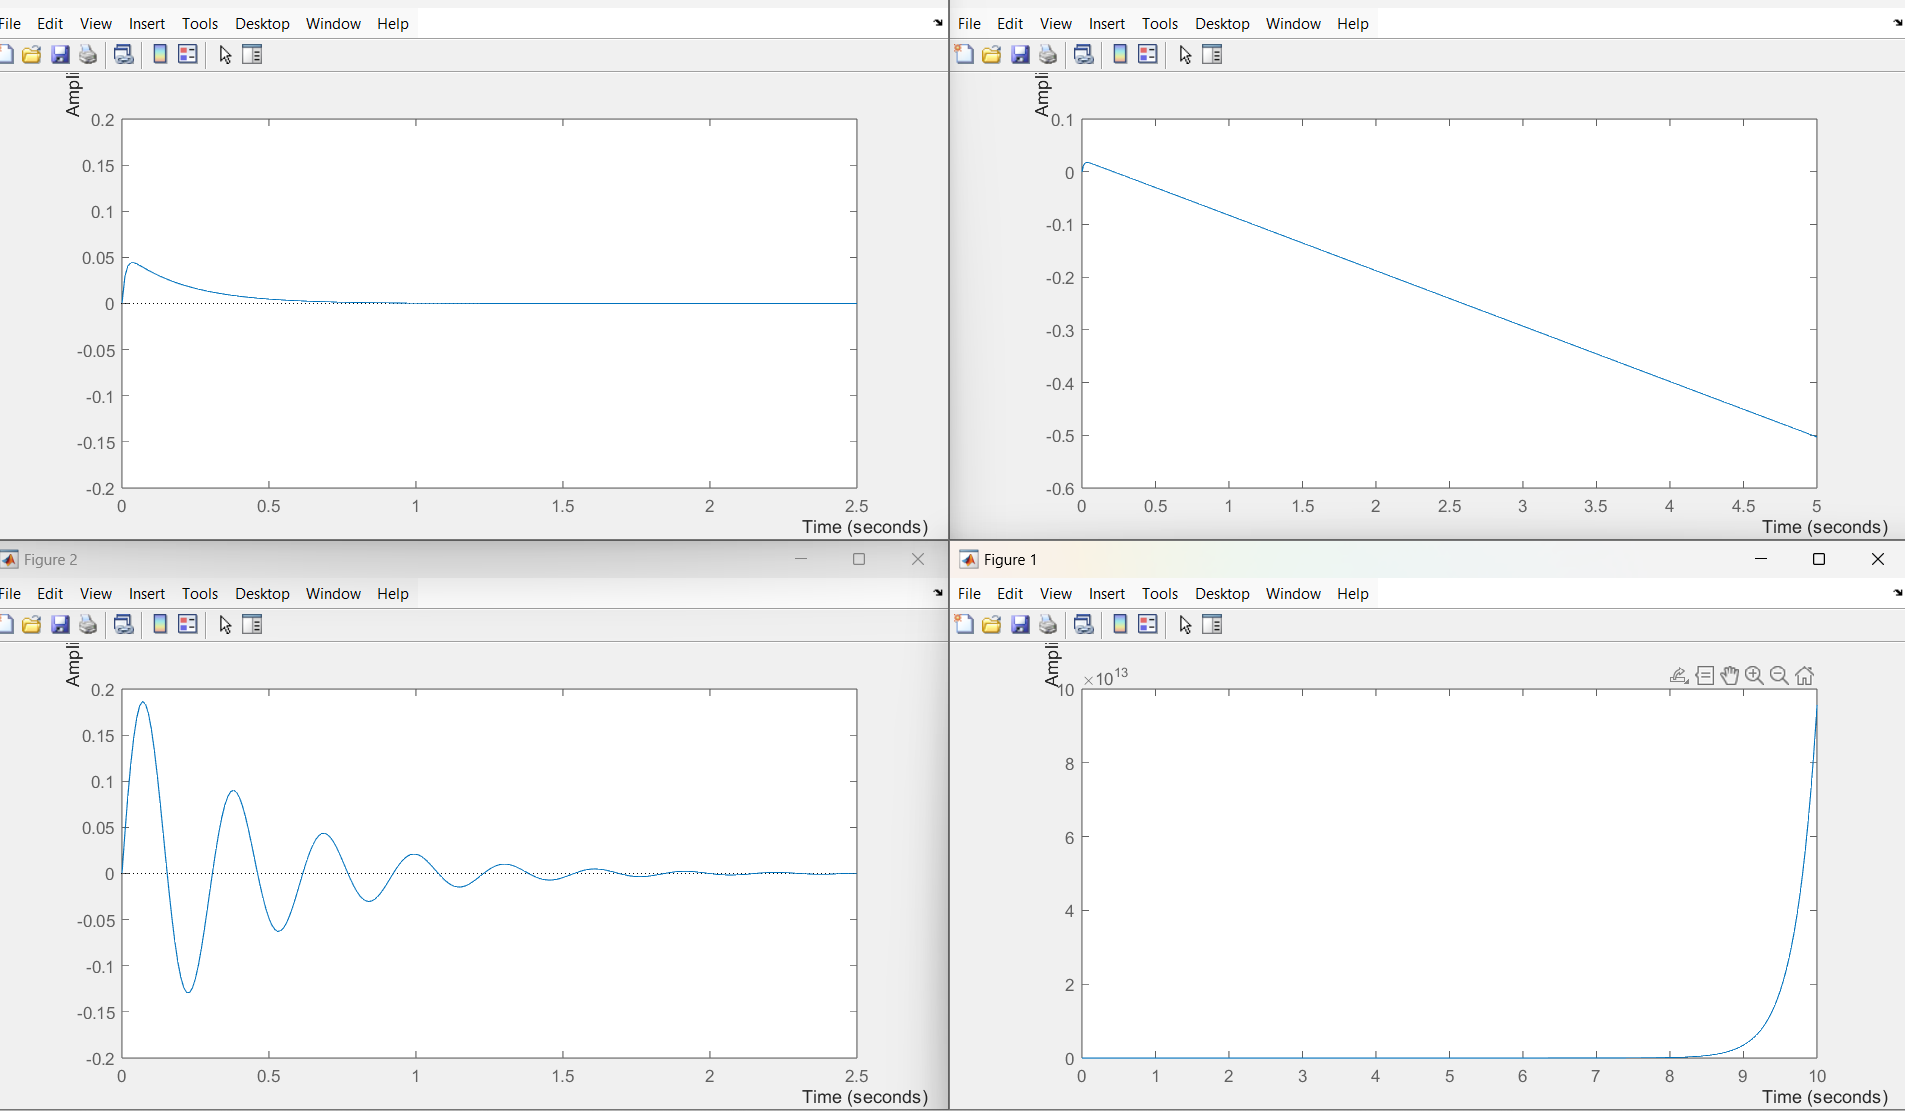 File Edit View Insert Tools Desktop Window Help
Ampli
0.2
0.15
0.1
0.05
0
-0.05
-0.1
-0.15
-0.2
0 0.5 1 1.5 2 2.5
Time (seconds)
File Edit View Insert Tools Desktop Window Help
Ampli
0.1
0
-0.1
-0.2
-0.3
-0.4
-0.5
-0.6
0 0.5 1 1.5 2 2.5 3 3.5 4 4.5 5
Time (seconds)
Figure 2
File Edit View Insert Tools Desktop Window Help
Ampli
0.2
0.15
0.1
0.05
0
-0.05
-0.1
-0.15
-0.2
0 0.5 1 1.5 2 2.5
Time (seconds)
Figure 1
File Edit View Insert Tools Desktop Window Help
Ampli
×10¹³
10
8
6
4
2
0
0 1 2 3 4 5 6 7 8 9 10
Time (seconds)